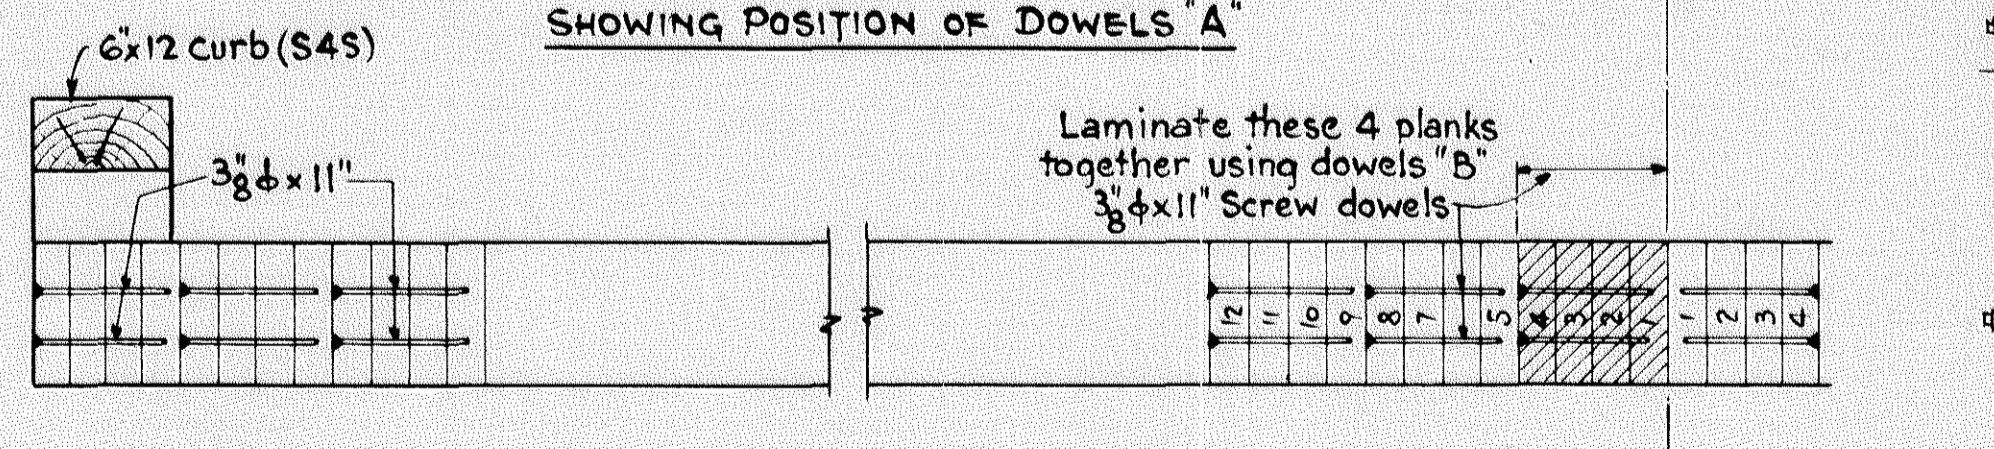 SHOWING POSITION OF DOWELS "A"
6"x12 Curb (S4S)
3/8"ϕ x 11"
Laminate these 4 planks
together using dowels "B"
3/8"ϕx11" Screw dowels
12 11 10 9 8 7 5 4 3 2 1 1 2 3 4